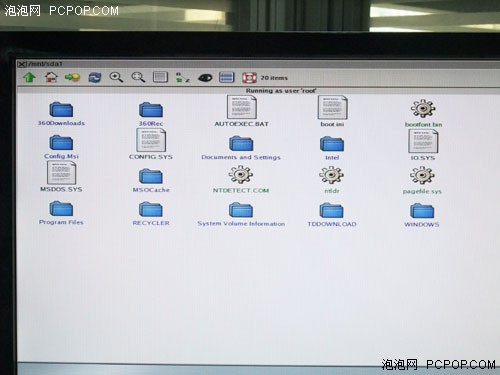 泡泡网 PCPOP.COM
/mnt/sda1
20 items
Running as user 'root'
360Downloads 360Rec AUTOEXEC.BAT boot.ini bootfont.bin
Config.Msi CONFIG.SYS Documents and Settings Intel IO.SYS
MSDOS.SYS MSOCache NTDETECT.COM ntldr pagefile.sys
Program Files RECYCLER System Volume Information TDDOWNLOAD WINDOWS
泡泡网 PCPOP.COM